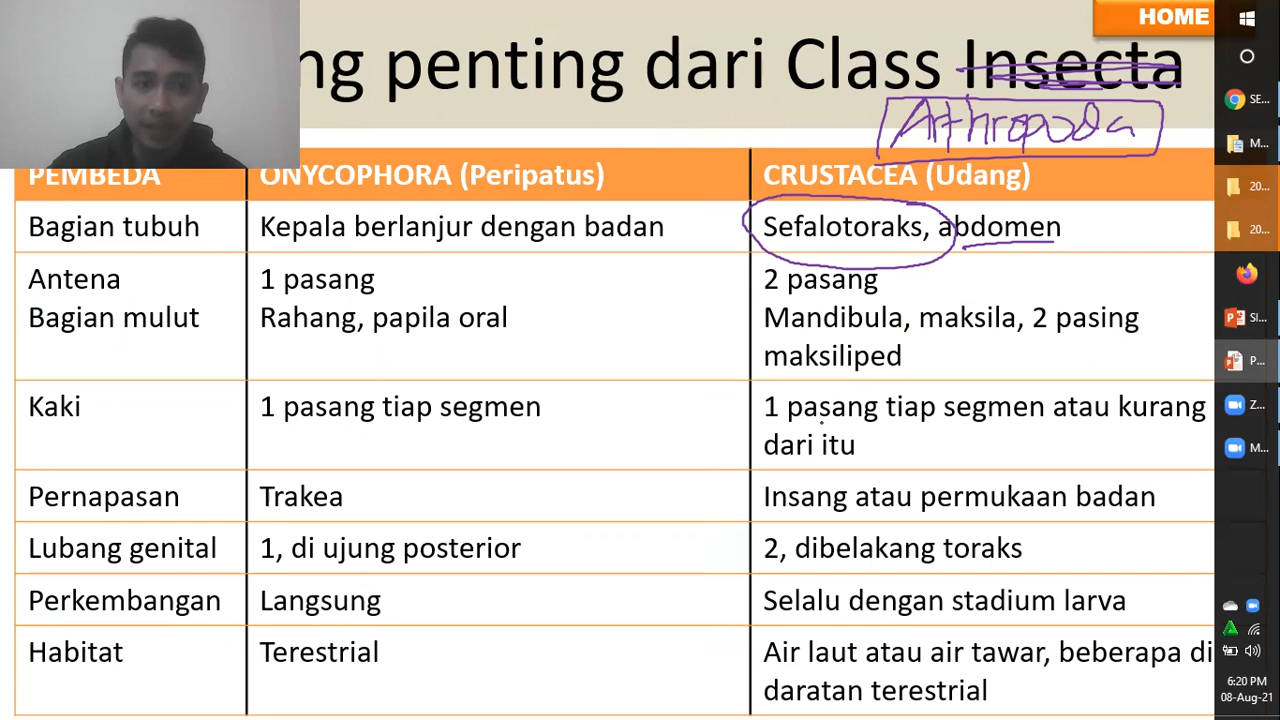 HOME
ng penting dari Class Insecta
Arthropoda
PEMBEDA ONYCOPHORA (Peripatus) CRUSTACEA (Udang)
Bagian tubuh Kepala berlanjur dengan badan Sefalotoraks, abdomen
Antena 1 pasang 2 pasang
Bagian mulut Rahang, papila oral Mandibula, maksila, 2 pasing
maksiliped
Kaki 1 pasang tiap segmen 1 pasang tiap segmen atau kurang
dari itu
Pernapasan Trakea Insang atau permukaan badan
Lubang genital 1, di ujung posterior 2, dibelakang toraks
Perkembangan Langsung Selalu dengan stadium larva
Habitat Terestrial Air laut atau air tawar, beberapa di
daratan terestrial
SE...
M...
20...
20...
SI...
P...
Z...
M...
6:20 PM
08-Aug-21